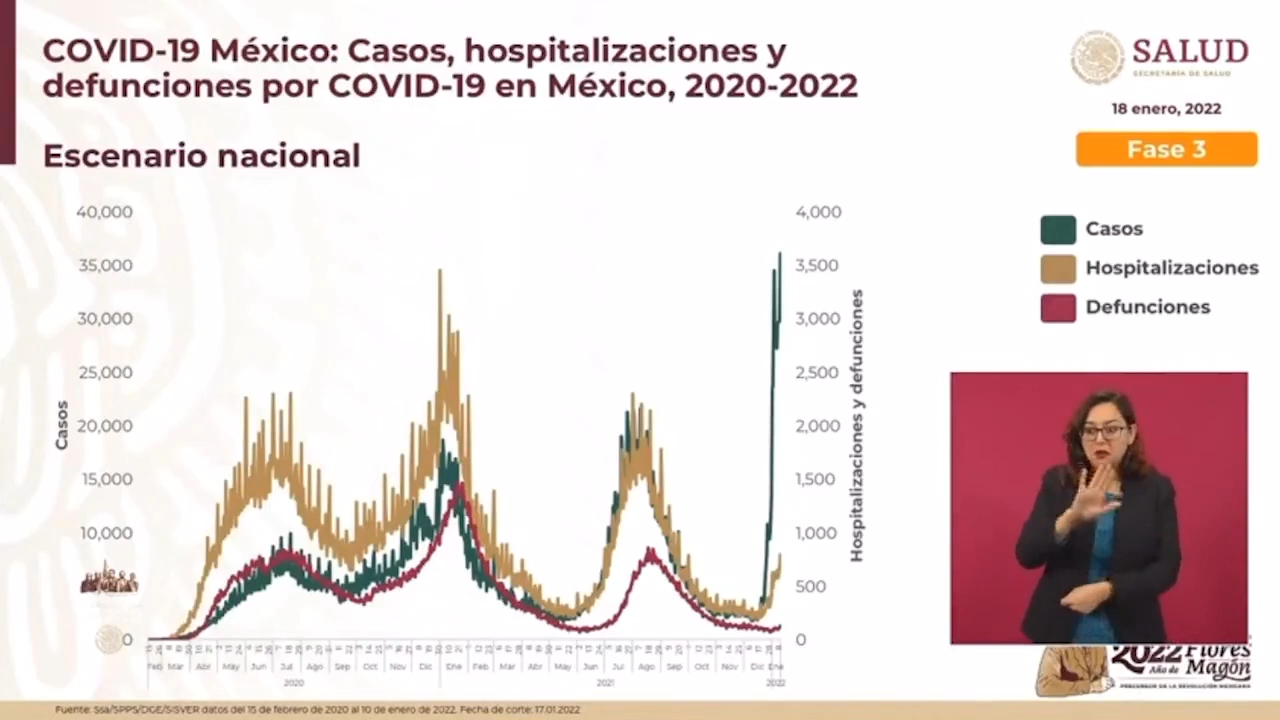 COVID-19 México: Casos, hospitalizaciones y
defunciones por COVID-19 en México, 2020-2022
Escenario nacional
SALUD
SECRETARÍA DE SALUD
18 enero, 2022
Fase 3
Casos
Hospitalizaciones
Defunciones
40,000
35,000
30,000
25,000
20,000
15,000
10,000
0
Casos
4,000
3,500
3,000
2,500
2,000
1,500
1,000
500
0
Hospitalizaciones y defunciones
Feb Mar Abr May Jun Jul Ago Sep Oct Nov Dic Ene Feb Mar Abr May Jun Jul Ago Sep Oct Nov Dic Ene
2020 2021 2022
2022 Flores
Año de Magón
PRECURSOR DE LA REVOLUCIÓN MEXICANA
Fuente: Ssa/SPPS/DGE/SISVER datos del 15 de febrero de 2020 al 10 de enero de 2022. Fecha de corte: 17.01.2022